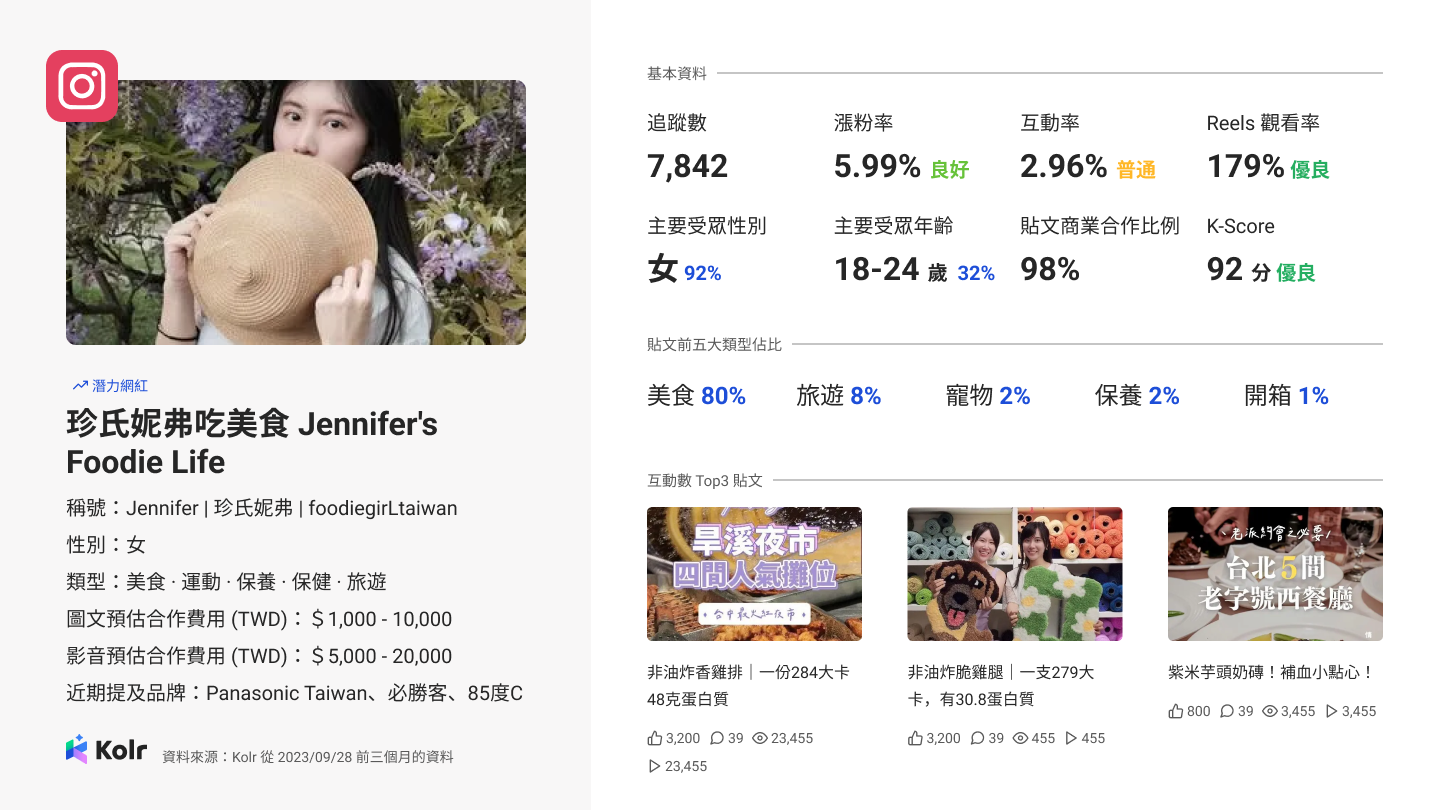 潛力網紅
珍氏妮弗吃美食 Jennifer's
Foodie Life
稱號：Jennifer | 珍氏妮弗 | foodiegirLtaiwan
性別：女
類型：美食 · 運動 · 保養 · 保健 · 旅遊
圖文預估合作費用 (TWD)：＄1,000 - 10,000
影音預估合作費用 (TWD)：＄5,000 - 20,000
近期提及品牌：Panasonic Taiwan、必勝客、85度C
Kolr 資料來源：Kolr 從 2023/09/28 前三個月的資料
基本資料
追蹤數 漲粉率 互動率 Reels 觀看率
7,842 5.99% 良好 2.96% 普通 179% 優良
主要受眾性別 主要受眾年齡 貼文商業合作比例 K-Score
女 92% 18-24 歲 32% 98% 92 分 優良
貼文前五大類型佔比
美食 80% 旅遊 8% 寵物 2% 保養 2% 開箱 1%
互動數 Top3 貼文
旱溪夜市
四間人氣攤位
台中最火紅夜市
老派約會之必要
台北5間
老字號西餐廳
非油炸香雞排｜一份284大卡
48克蛋白質
3,200 39 23,455
23,455
非油炸脆雞腿｜一支279大
卡，有30.8蛋白質
3,200 39 455 455
紫米芋頭奶磚！補血小點心！
800 39 3,455 3,455